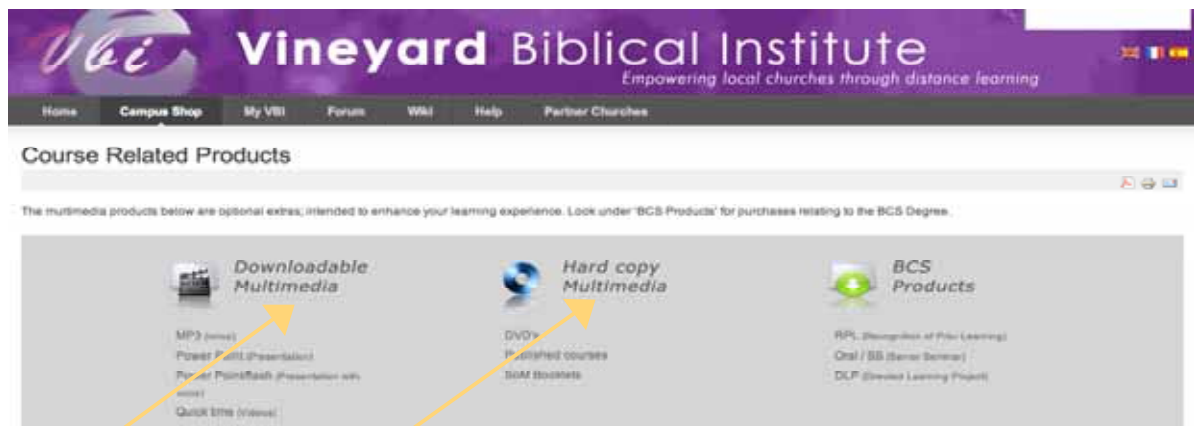 Vbi
Vineyard Biblical Institute
Empowering local churches through distance learning
Home Campus Shop My VBI Forum Wiki Help Partner Churches
Course Related Products
The multimedia products below are optional extras; intended to enhance your learning experience. Look under 'BCS Products' for purchases relating to the BCS Degree.
Downloadable
Multimedia
MP3 (voice)
Power Point (Presentation)
Power Point/flash (Presentation with
voice)
Quick time (Videos)
Hard copy
Multimedia
DVD's
Published courses
SoM Booklets
BCS
Products
RPL (Recognition of Prior Learning)
Oral / SS (Senior Seminar)
DLP (Directed Learning Project)